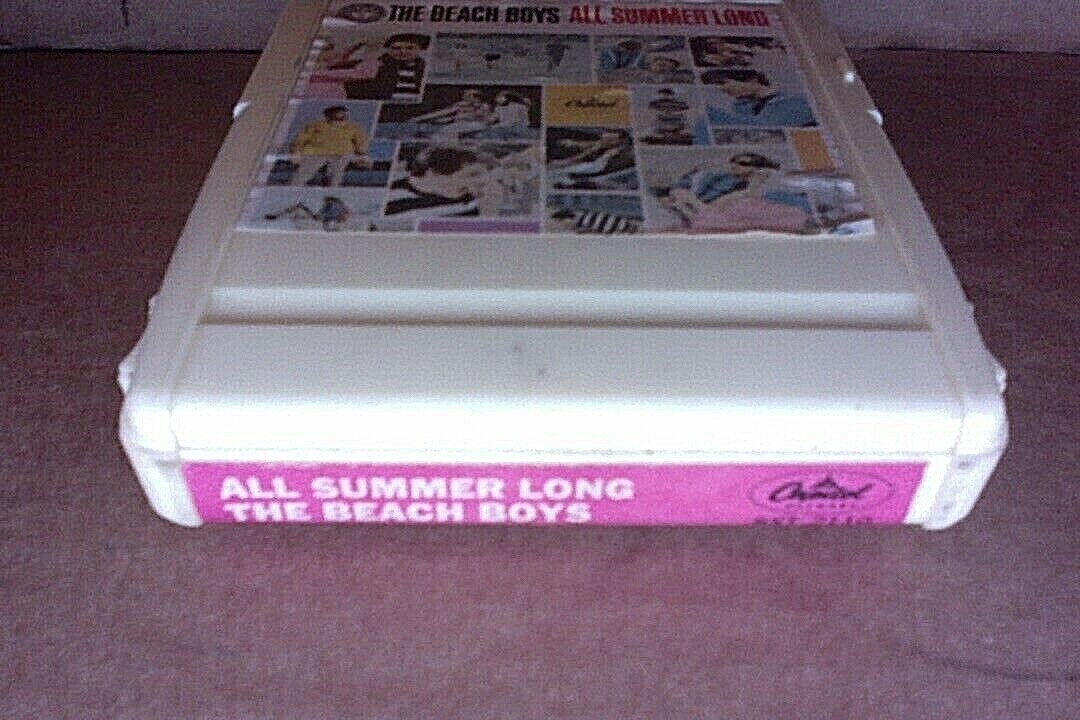 THE BEACH BOYS ALL SUMMER LONG
Capitol
ALL SUMMER LONG
THE BEACH BOYS
Capitol